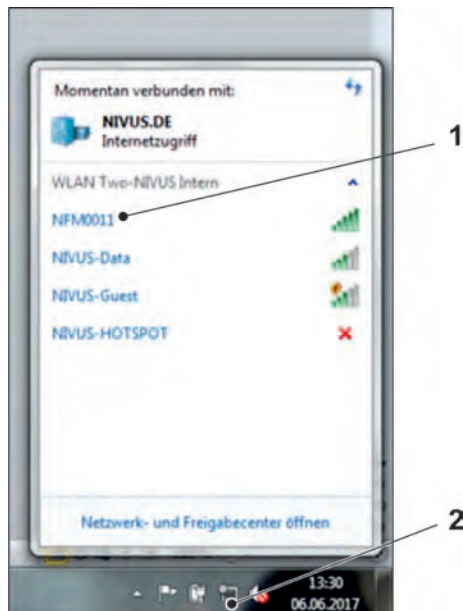 Momentan verbunden mit:
NIVUS.DE
Internetzugriff
1
WLAN Two-NIVUS Intern
NFM0011
NIVUS-Data
NIVUS-Guest
NIVUS-HOTSPOT
Netzwerk- und Freigabecenter öffnen
2
13:30
06.06.2017